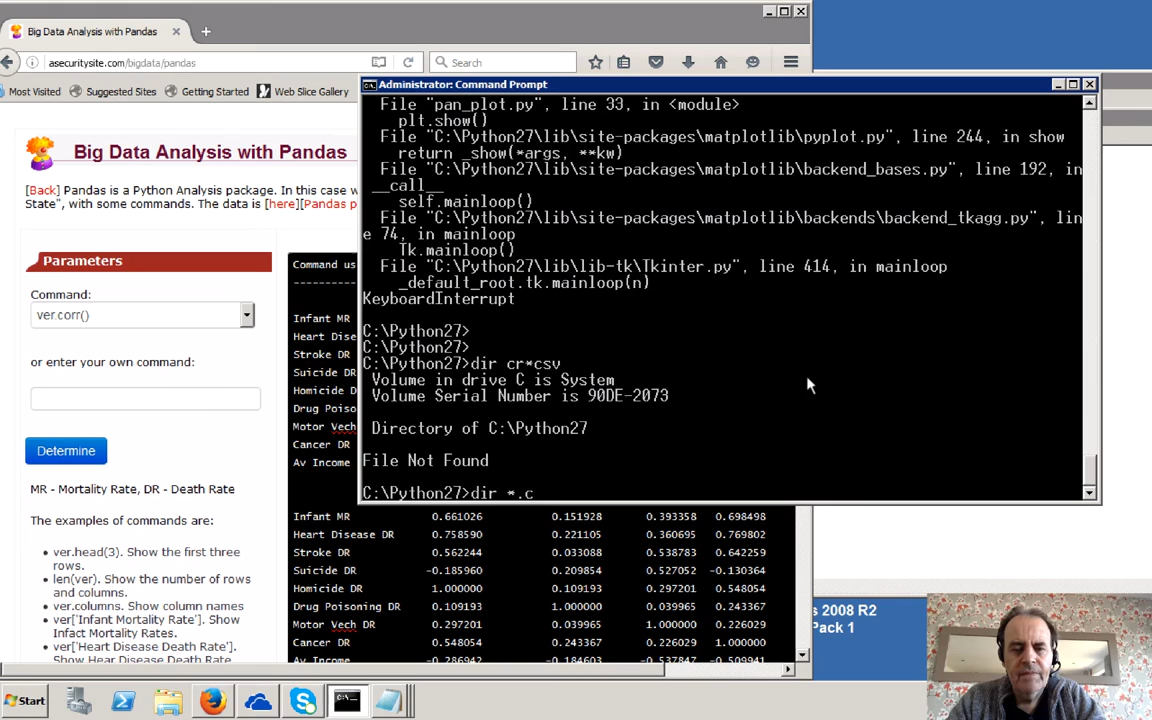 Big Data Analysis with Pandas
asecuritysite.com/bigdata/pandas
Search
Most Visited
Suggested Sites
Getting Started
Web Slice Gallery
Big Data Analysis with Pandas
[Back] Pandas is a Python Analysis package. In this case w
State", with some commands. The data is [here][Pandas p
Parameters
Command:
ver.corr()
or enter your own command:
Determine
MR - Mortality Rate, DR - Death Rate
The examples of commands are:
ver.head(3). Show the first three
rows.
len(ver). Show the number of rows
and columns.
ver.columns. Show column names
ver['Infant Mortality Rate']. Show
Infact Mortality Rates.
ver['Heart Disease Death Rate'].
Show Hear Disease Death Rate
Command us
Infant MR
Heart Dise
Stroke DR
Suicide DR
Homicide D
Drug Poiso
Motor Vech
Cancer DR
Av Income
Infant MR 0.661026 0.151928 0.393358 0.698498
Heart Disease DR 0.758590 0.221105 0.360695 0.769802
Stroke DR 0.562244 0.033088 0.538783 0.642259
Suicide DR -0.185960 0.209854 0.527052 -0.130364
Homicide DR 1.000000 0.109193 0.297201 0.548054
Drug Poisoning DR 0.109193 1.000000 0.039965 0.243367
Motor Vech DR 0.297201 0.039965 1.000000 0.226029
Cancer DR 0.548054 0.243367 0.226029 1.000000
Av Income -0.286942 -0.184603 -0.537847 -0.509941
Administrator: Command Prompt
File "pan_plot.py", line 33, in <module>
plt.show()
File "C:\Python27\lib\site-packages\matplotlib\pyplot.py", line 244, in show
return _show(*args, **kw)
File "C:\Python27\lib\site-packages\matplotlib\backend_bases.py", line 192, in
__call__
self.mainloop()
File "C:\Python27\lib\site-packages\matplotlib\backends\backend_tkagg.py", lin
e 74, in mainloop
Tk.mainloop()
File "C:\Python27\lib\lib-tk\Tkinter.py", line 414, in mainloop
_default_root.tk.mainloop(n)
KeyboardInterrupt
C:\Python27>
C:\Python27>
C:\Python27>dir cr*csv
Volume in drive C is System
Volume Serial Number is 90DE-2073
Directory of C:\Python27
File Not Found
C:\Python27>dir *.c
s 2008 R2
Pack 1
Start